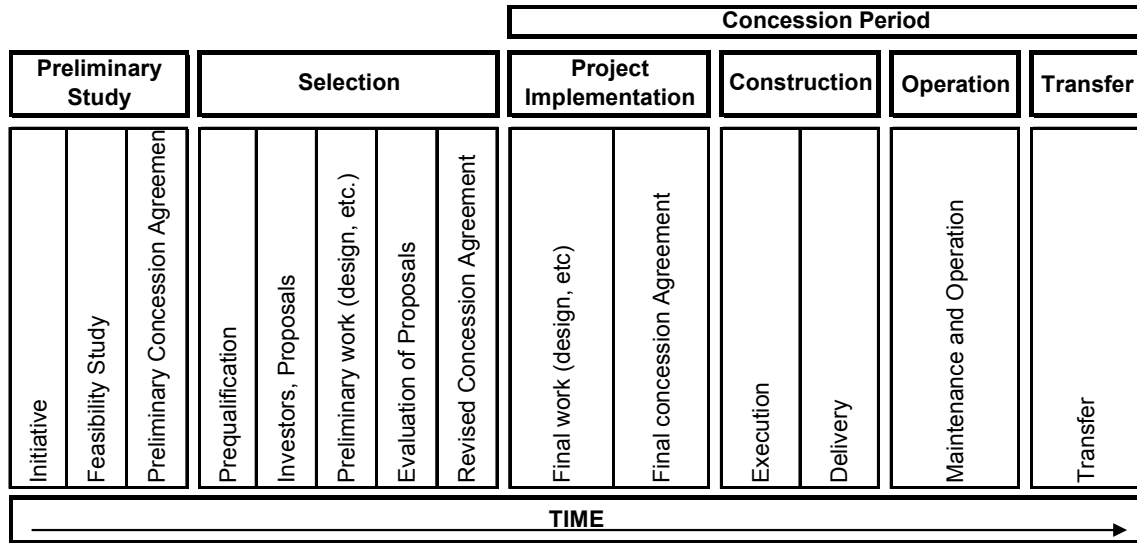 Concession Period
Preliminary
Study
Selection
Project
Implementation
Construction
Operation
Transfer
Initiative
Feasibility Study
Preliminary Concession Agreemen
Prequalification
Investors, Proposals
Preliminary work (design, etc.)
Evaluation of Proposals
Revised Concession Agreement
Final work (design, etc)
Final concession Agreement
Execution
Delivery
Maintenance and Operation
Transfer
TIME